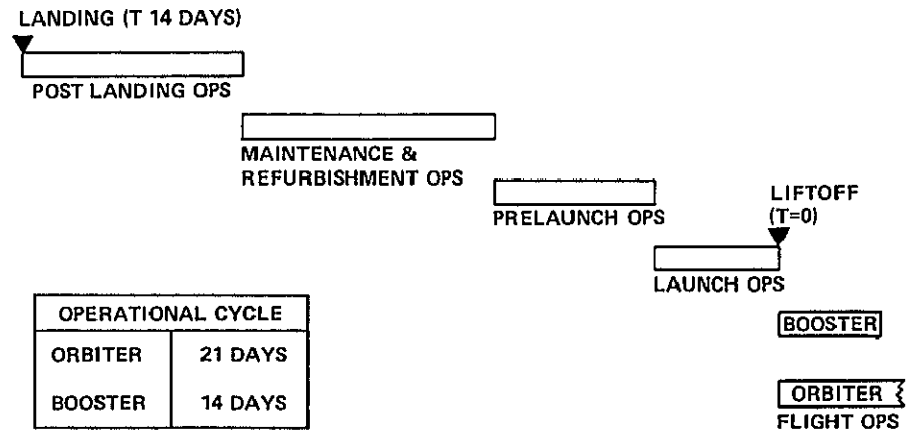 LANDING (T 14 DAYS)
POST LANDING OPS
MAINTENANCE &
REFURBISHMENT OPS
PRELAUNCH OPS
LIFTOFF
(T=0)
LAUNCH OPS
OPERATIONAL CYCLE
ORBITER 21 DAYS
BOOSTER 14 DAYS
BOOSTER
ORBITER
FLIGHT OPS